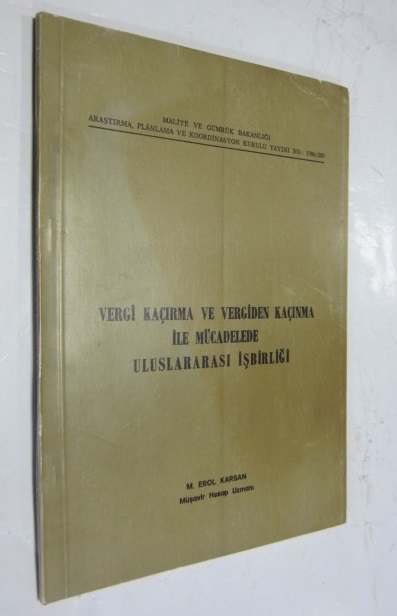 MALİYE VE GÜMRÜK BAKANLIĞI
ARAŞTIRMA, PLÂNLAMA VE KOORDİNASYON KURULU YAYINI NO:
VERGİ KAÇIRMA VE VERGİDEN KAÇINMA
İLE MÜCADELEDE
ULUSLARARASI İŞBİRLİĞİ
M. EROL KARSAN
Müşavir Hesap Uzmanı